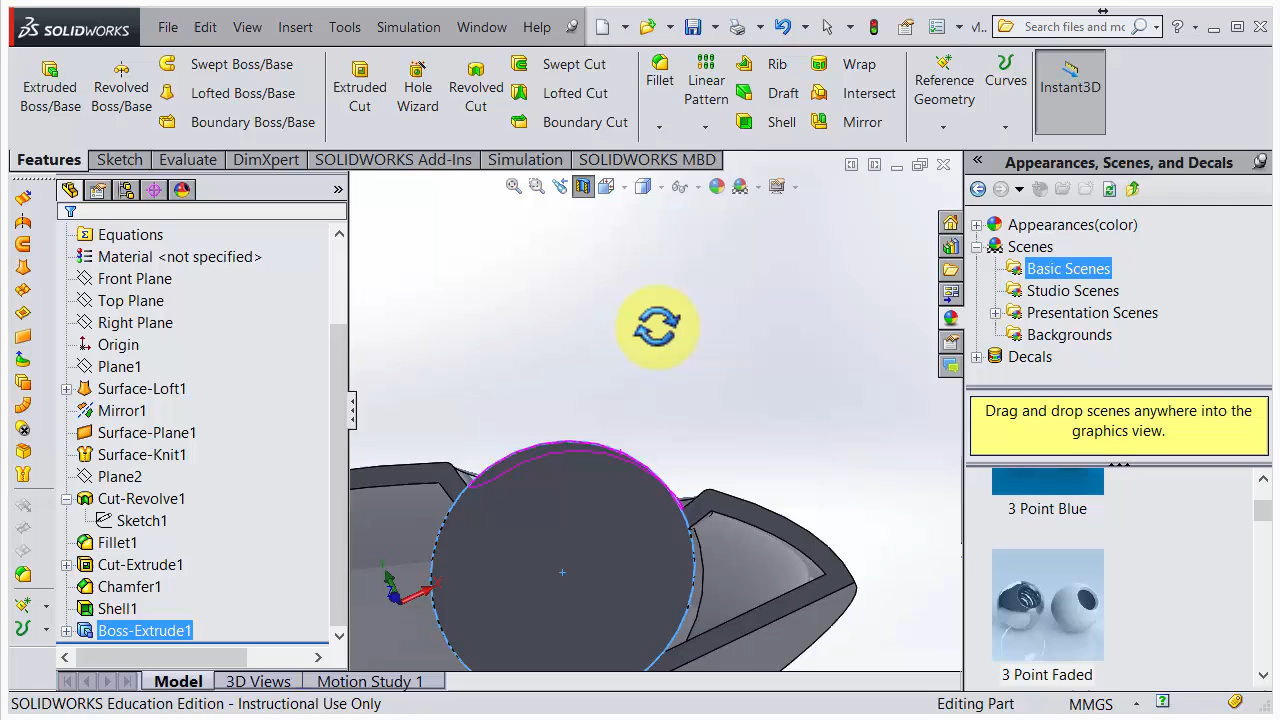 SOLIDWORKS File Edit View Insert Tools Simulation Window Help Search files and mc
Extruded Boss/Base
Revolved Boss/Base
Swept Boss/Base
Lofted Boss/Base
Boundary Boss/Base
Extruded Cut
Hole Wizard
Revolved Cut
Swept Cut
Lofted Cut
Boundary Cut
Fillet
Linear Pattern
Rib
Draft
Shell
Wrap
Intersect
Mirror
Reference Geometry
Curves
Instant3D
Features Sketch Evaluate DimXpert SOLIDWORKS Add-Ins Simulation SOLIDWORKS MBD
Equations
Material <not specified>
Front Plane
Top Plane
Right Plane
Origin
Plane1
Surface-Loft1
Mirror1
Surface-Plane1
Surface-Knit1
Plane2
Cut-Revolve1
Sketch1
Fillet1
Cut-Extrude1
Chamfer1
Shell1
Boss-Extrude1
X
Appearances, Scenes, and Decals
Appearances(color)
Scenes
Basic Scenes
Studio Scenes
Presentation Scenes
Backgrounds
Decals
Drag and drop scenes anywhere into the
graphics view.
3 Point Blue
3 Point Faded
Model 3D Views Motion Study 1
SOLIDWORKS Education Edition - Instructional Use Only Editing Part MMGS